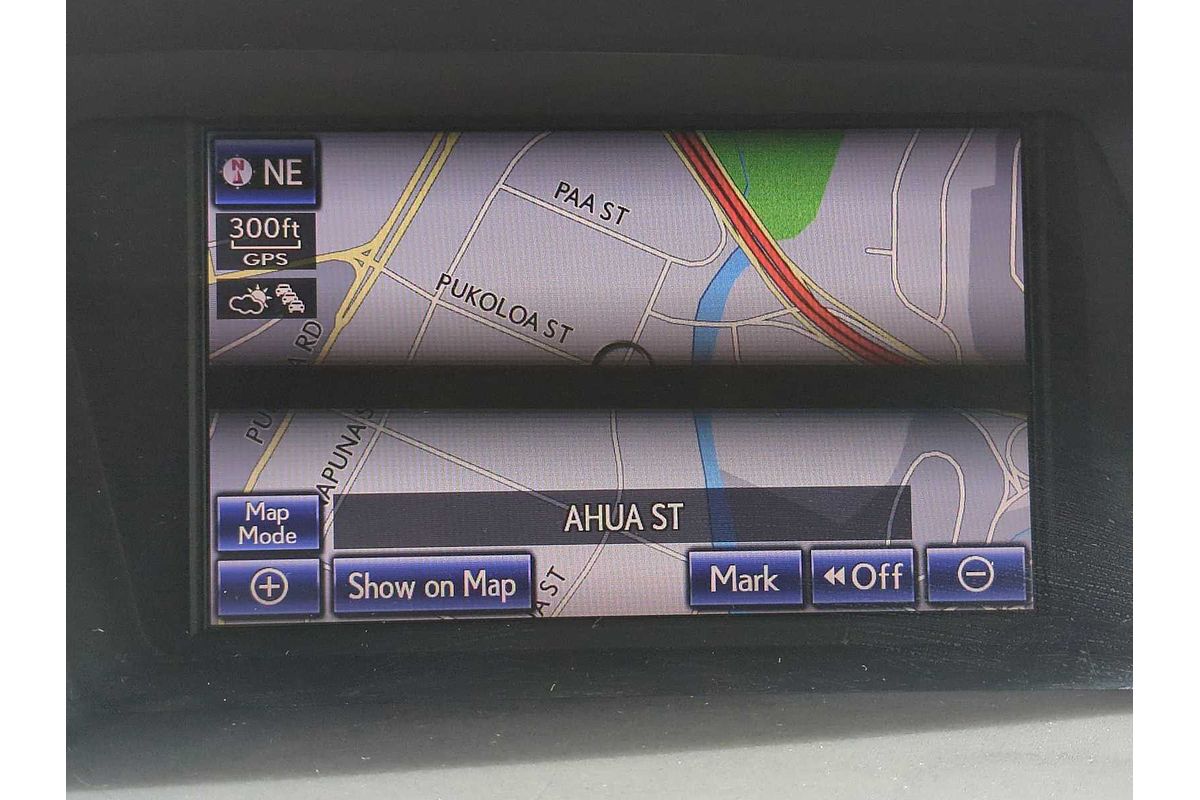 N NE
300ft
GPS
PAA ST
PUKOLOA ST
AHUA ST
Map
Mode
Show on Map
Mark
Off